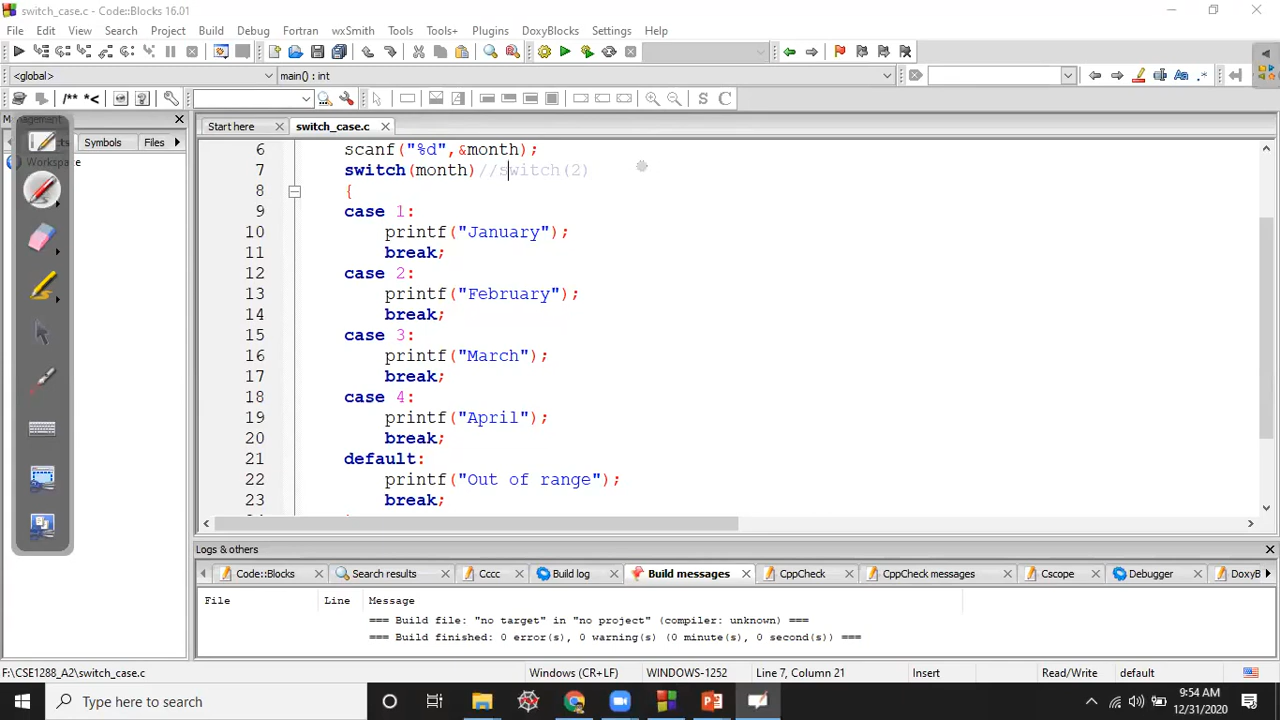 switch_case.c - Code::Blocks 16.01
File Edit View Search Project Build Debug Fortran wxSmith Tools Tools+ Plugins DoxyBlocks Settings Help
<global> main() : int
/** *<
S C
Management
Symbols Files
Workspace
Start here switch_case.c
6 scanf("%d",&month);
7 switch(month)//switch(2)
8 {
9 case 1:
10 printf("January");
11 break;
12 case 2:
13 printf("February");
14 break;
15 case 3:
16 printf("March");
17 break;
18 case 4:
19 printf("April");
20 break;
21 default:
22 printf("Out of range");
23 break;
Logs & others
Code::Blocks Search results Cccc Build log Build messages CppCheck CppCheck messages Cscope Debugger DoxyB
File Line Message
=== Build file: "no target" in "no project" (compiler: unknown) ===
=== Build finished: 0 error(s), 0 warning(s) (0 minute(s), 0 second(s)) ===
F:\CSE1288_A2\switch_case.c Windows (CR+LF) WINDOWS-1252 Line 7, Column 21 Insert Read/Write default
Type here to search
9:54 AM
12/31/2020